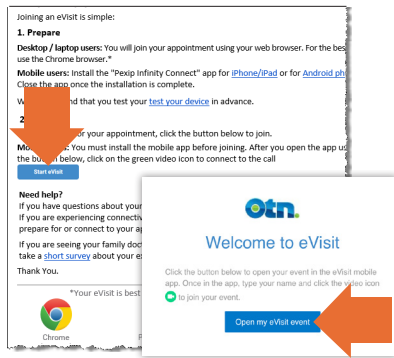 Joining an eVisit is simple:
1. Prepare
Desktop / laptop users: You will join your appointment using your web browser. For the bes
use the Chrome browser.*
Mobile users: Install the "Pexip Infinity Connect" app for iPhone/iPad or for Android ph
Close the app once the installation is complete.
W nd that you test your test your device in advance.
2
or your appointment, click the button below to join.
Mo : You must install the mobile app before joining. After you open the app us
the button below, click on the green video icon to connect to the call
Start eVisit
Need help?
If you have questions about your
If you are experiencing connectiv
prepare for or connect to your ap
If you are seeing your family doc
take a short survey about your ex
Thank You.
*Your eVisit is best
Chrome
P
otn.
Welcome to eVisit
Click the button below to open your event in the eVisit mobile
app. Once in the app, type your name and click the video icon
to join your event.
Open my eVisit event